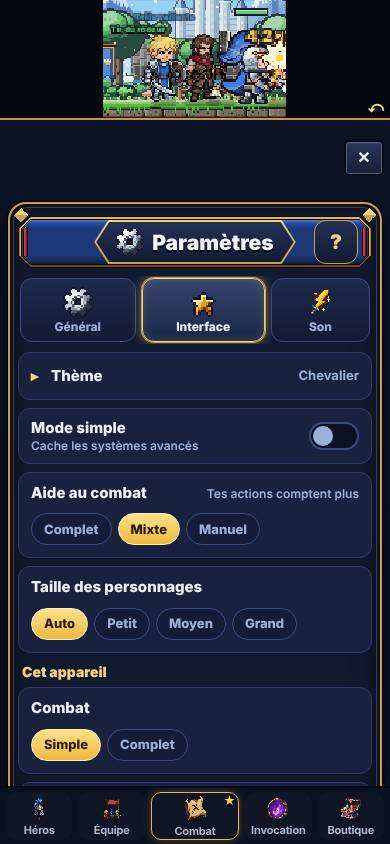 Paramètres
?
Général
Interface
Son
Thème
Chevalier
Mode simple
Cache les systèmes avancés
Aide au combat
Tes actions comptent plus
Complet
Mixte
Manuel
Taille des personnages
Auto
Petit
Moyen
Grand
Cet appareil
Combat
Simple
Complet
Héros
Équipe
Combat
Invocation
Boutique